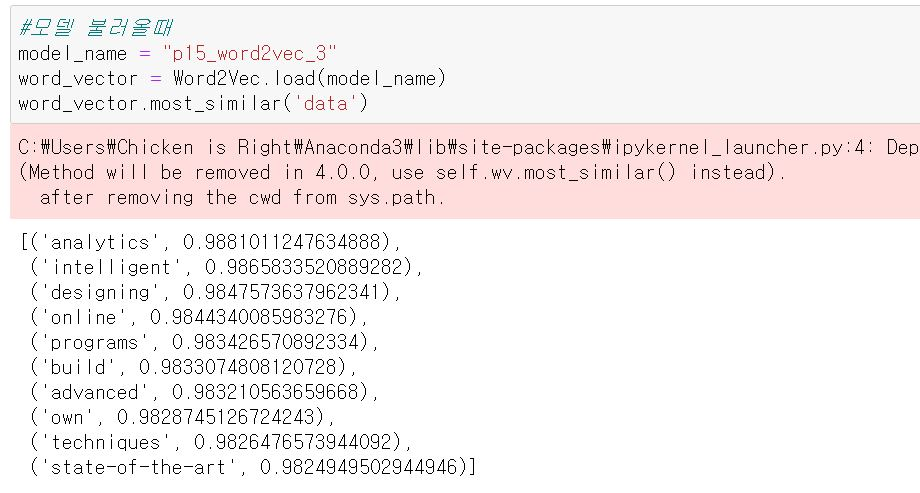 #모델 불러올때
model_name = "p15_word2vec_3"
word_vector = Word2Vec.load(model_name)
word_vector.most_similar('data')
C:₩Users₩Chicken is Right₩Anaconda3₩lib₩site-packages₩ipykernel_launcher.py:4: Dep
(Method will be removed in 4.0.0, use self.wv.most_similar() instead).
after removing the cwd from sys.path.
[('analytics', 0.9881011247634888),
('intelligent', 0.9865833520889282),
('designing', 0.98475737637962341),
('online', 0.9844340085983276),
('programs', 0.983426570892334),
('build', 0.9833074808120728),
('advanced', 0.983210563659668),
('own', 0.9828745126724243),
('techniques', 0.9826476573944092),
('state-of-the-art', 0.9824949502944946)]